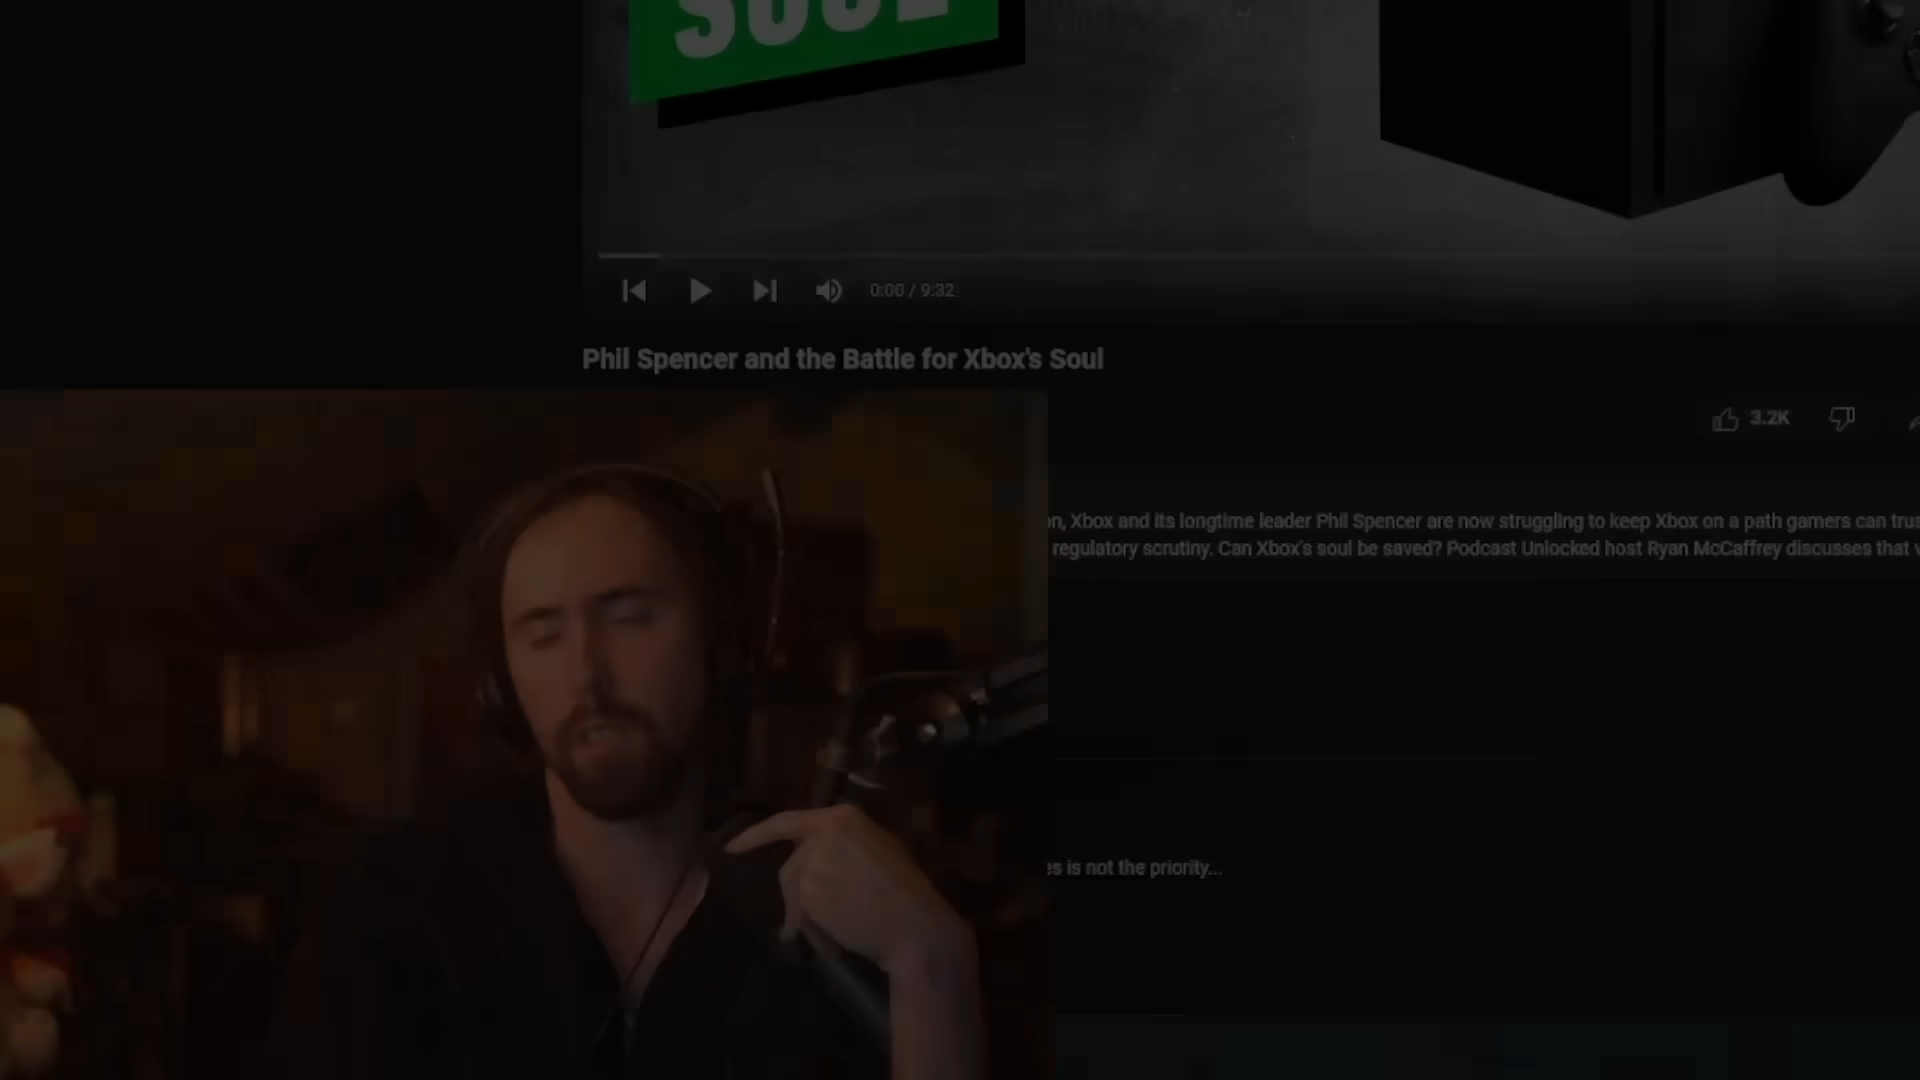 SOUL
0:00 / 9:32
Phil Spencer and the Battle for Xbox's Soul
3.2K
Xbox and its longtime leader Phil Spencer are now struggling to keep Xbox on a path gamers can
regulatory scrutiny. Can Xbox's soul be saved? Podcast Unlocked host Ryan McCaffrey discusses that
is not the priority...